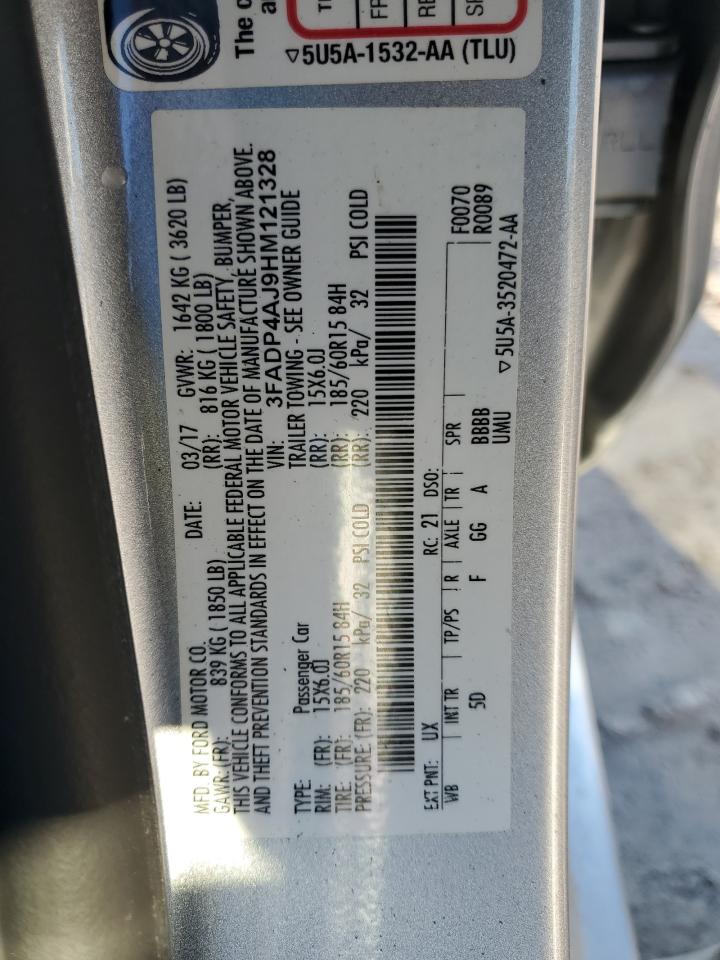 The c
a
TI
FR
RE
SP
▽5U5A-1532-AA (TLU)
MFD. BY FORD MOTOR CO. DATE: 03/17 GVWR: 1642 KG ( 3620 LB)
GAWR: (FR): 839 KG ( 1850 LB) (RR): 816 KG ( 1800 LB)
THIS VEHICLE CONFORMS TO ALL APPLICABLE FEDERAL MOTOR VEHICLE SAFETY, BUMPER,
AND THEFT PREVENTION STANDARDS IN EFFECT ON THE DATE OF MANUFACTURE SHOWN ABOVE.
VIN: 3FADP4AJ9HM121328
TYPE: Passenger Car TRAILER TOWING - SEE OWNER GUIDE
RIM: (FR): 15X6.0J (RR): 15X6.0J
TIRE: (FR): 185/60R15 84H (RR): 185/60R15 84H
PRESSURE: (FR): 220 kPa/ 32 PSI COLD (RR): 220 kPa/ 32 PSI COLD
EXT PNT: UX RC: 21 DSO: F0070
WB INT TR TP/PS R AXLE TR SPR R0089
5D F GG A BBBB
UMU
▽5U5A-3520472-AA